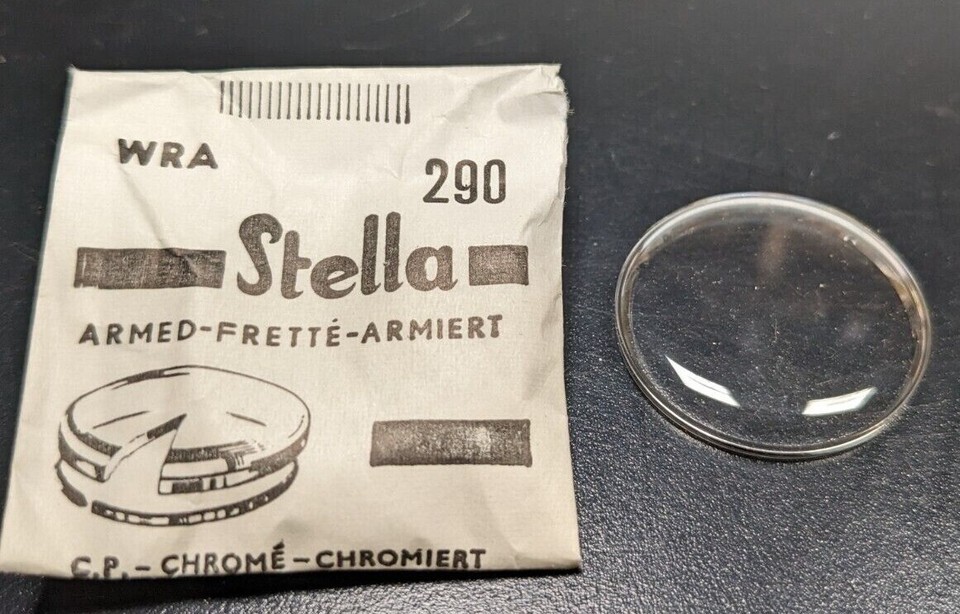 WRA
290
Stella
ARMED-FRETTÉ-ARMIERT
C.P. - CHROMÉ - CHROMIERT